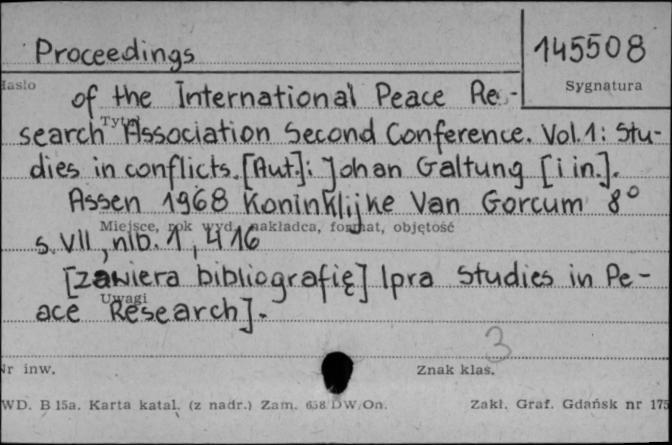 Proceedings
145508
Hasło
Sygnatura
of the International Peace Re-
Tytuł
search Association Second Conference. Vol.1: Stu-
dies in conflicts. [Aut.]: Johan Galtung [i in.].
Assen 1968 Koninklijke Van Gorcum 8°
Miejsce, rok wyd., nakładca, format, objętość
s. VII, nlb. 1, 416
[zawiera bibliografię] Ipra Studies in Pe-
Uwagi
ace Research].
3
Nr inw.
Znak klas.
WD. B 15a. Karta katal. (z nadr.) Zam. 658 DW/On.
Zakł. Graf. Gdańsk nr 175